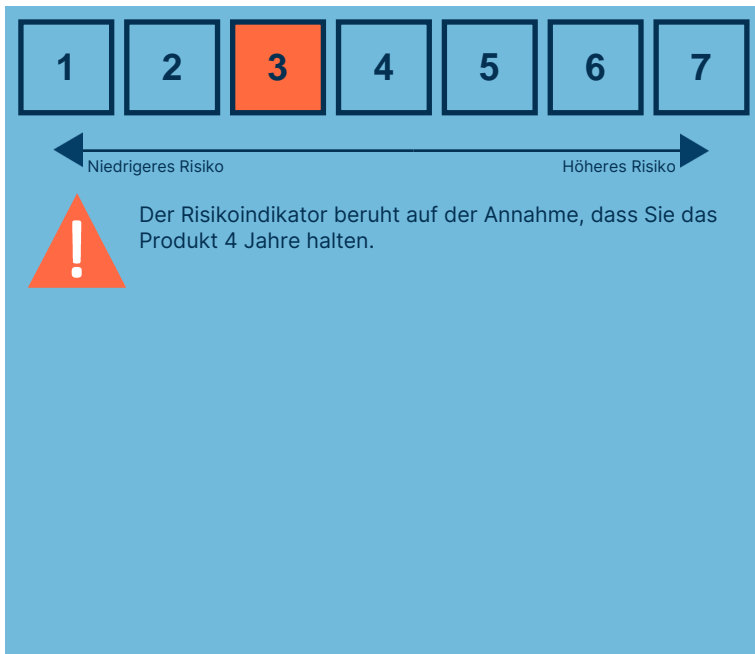 1 2 3 4 5 6 7
Niedrigeres Risiko Höheres Risiko
Der Risikoindikator beruht auf der Annahme, dass Sie das
Produkt 4 Jahre halten.